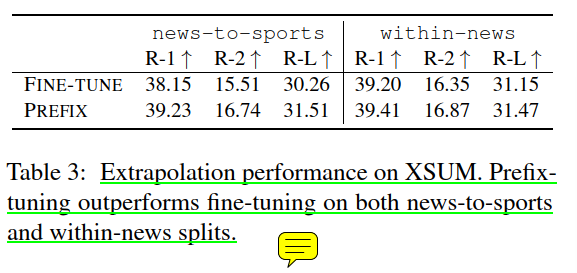 news-to-sports within-news
R-1 ↑ R-2 ↑ R-L ↑ R-1 ↑ R-2 ↑ R-L ↑
FINE-TUNE 38.15 15.51 30.26 39.20 16.35 31.15
PREFIX 39.23 16.74 31.51 39.41 16.87 31.47
Table 3: Extrapolation performance on XSUM. Prefix-
tuning outperforms fine-tuning on both news-to-sports
and within-news splits.